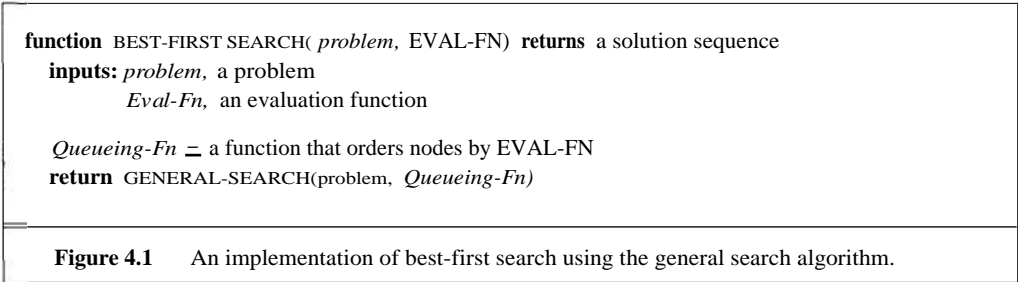 function BEST-FIRST SEARCH( problem, EVAL-FN) returns a solution sequence
inputs: problem, a problem
Eval-Fn, an evaluation function
Queueing-Fn — a function that orders nodes by EVAL-FN
return GENERAL-SEARCH(problem, Queueing-Fn)
Figure 4.1 An implementation of best-first search using the general search algorithm.